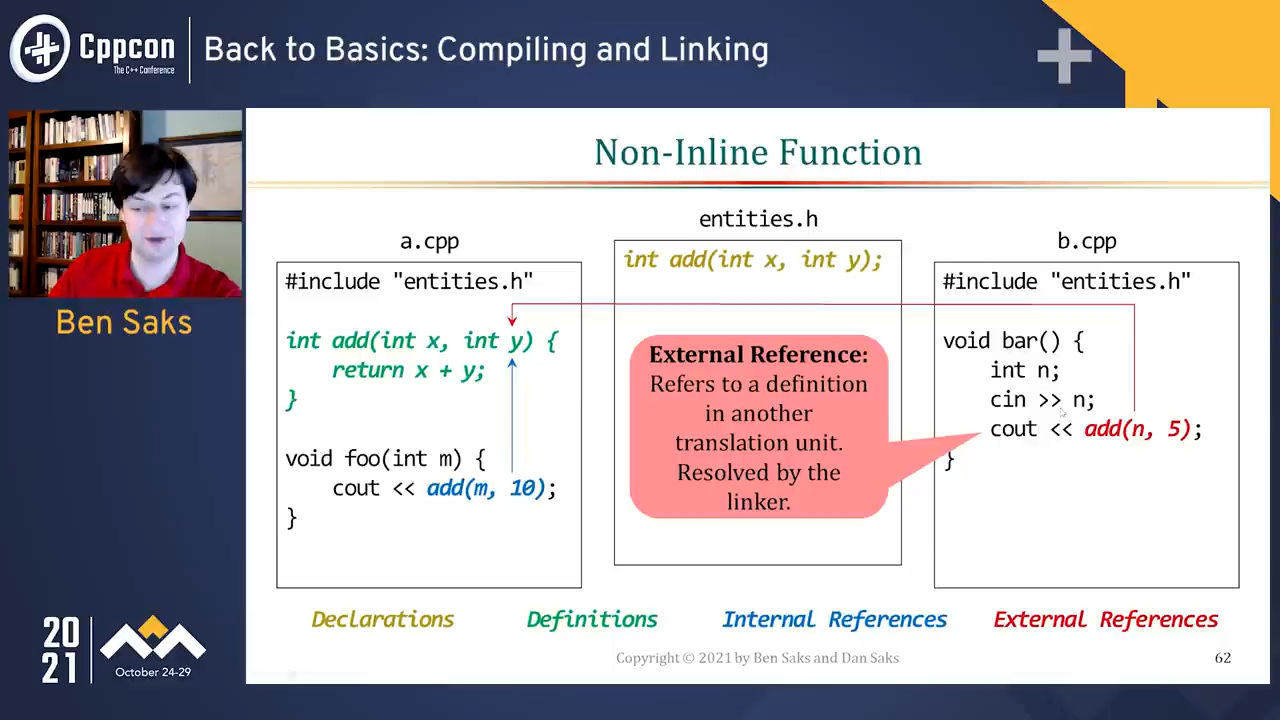 Cppcon
The C++ Conference
Back to Basics: Compiling and Linking
Ben Saks
20
21
October 24-29
Non-Inline Function
a.cpp
#include "entities.h"
int add(int x, int y) {
return x + y;
}
void foo(int m) {
cout << add(m, 10);
}
entities.h
int add(int x, int y);
External Reference:
Refers to a definition
in another
translation unit.
Resolved by the
linker.
b.cpp
#include "entities.h"
void bar() {
int n;
cin >> n;
cout << add(n, 5);
}
Declarations
Definitions
Internal References
External References
Copyright © 2021 by Ben Saks and Dan Saks
62